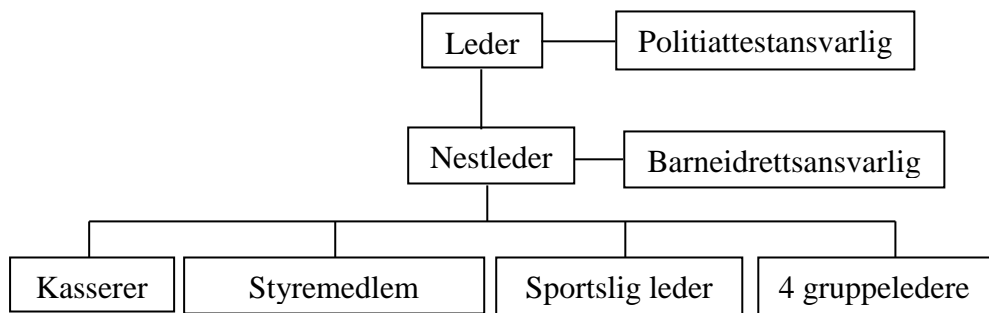 Leder
Politiattestansvarlig
Nestleder
Barneidrettsansvarlig
Kasserer
Styremedlem
Sportslig leder
4 gruppeledere